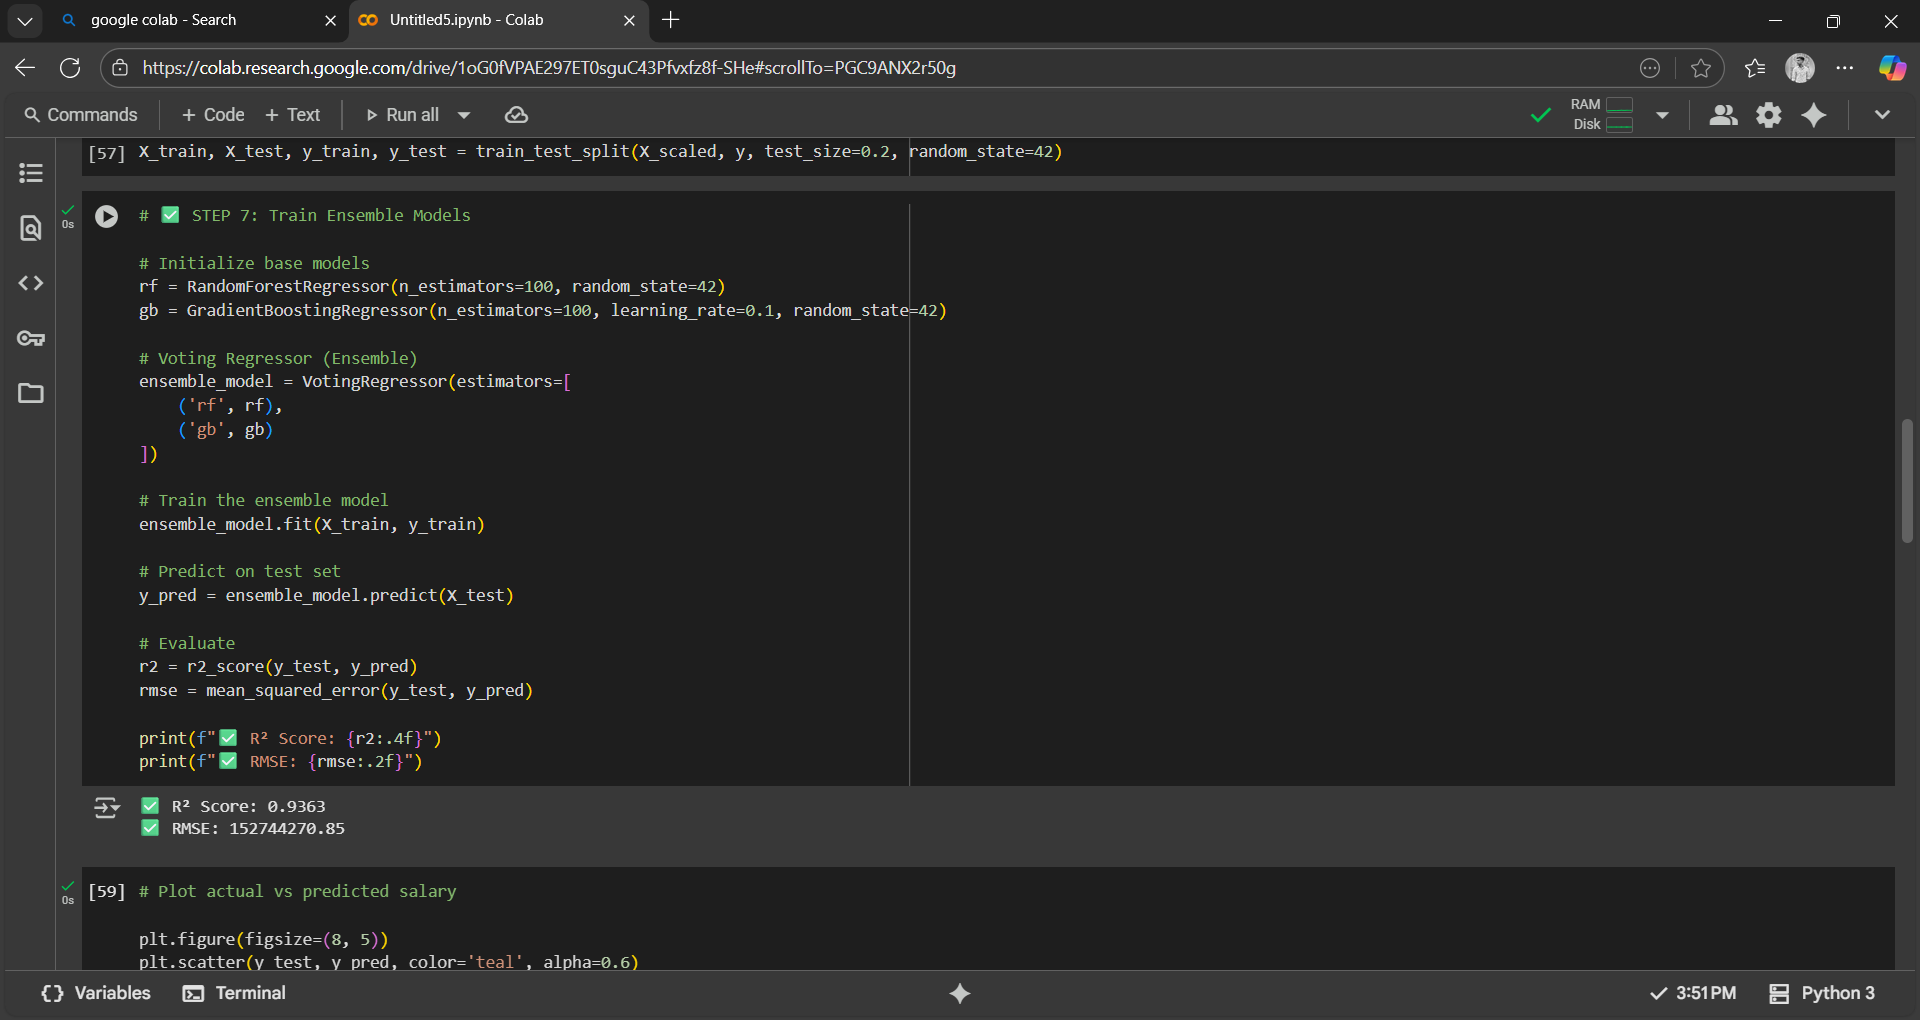 google colab - Search
Untitled5.ipynb - Colab
https://colab.research.google.com/drive/1oG0fVPAE297ET0sguC43Pfvxfz8f-SHe#scrollTo=PGC9ANX2r50g
Commands + Code + Text Run all RAM Disk
[57] X_train, X_test, y_train, y_test = train_test_split(X_scaled, y, test_size=0.2, random_state=42)
0s
# ✅ STEP 7: Train Ensemble Models
# Initialize base models
rf = RandomForestRegressor(n_estimators=100, random_state=42)
gb = GradientBoostingRegressor(n_estimators=100, learning_rate=0.1, random_state=42)
# Voting Regressor (Ensemble)
ensemble_model = VotingRegressor(estimators=[
('rf', rf),
('gb', gb)
])
# Train the ensemble model
ensemble_model.fit(X_train, y_train)
# Predict on test set
y_pred = ensemble_model.predict(X_test)
# Evaluate
r2 = r2_score(y_test, y_pred)
rmse = mean_squared_error(y_test, y_pred)
print(f"✅ R² Score: {r2:.4f}")
print(f"✅ RMSE: {rmse:.2f}")
✅ R² Score: 0.9363
✅ RMSE: 152744270.85
0s
[59] # Plot actual vs predicted salary
plt.figure(figsize=(8, 5))
plt.scatter(y_test, y_pred, color='teal', alpha=0.6)
{} Variables Terminal 3:51 PM Python 3